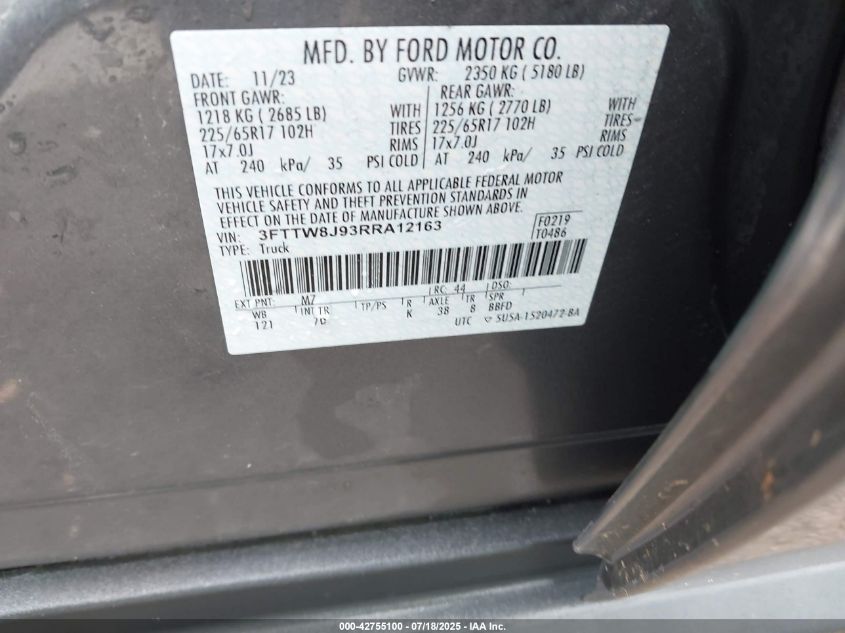 MFD. BY FORD MOTOR CO.
DATE: 11/23 GVWR: 2350 KG ( 5180 LB)
FRONT GAWR: REAR GAWR:
1218 KG ( 2685 LB) WITH 1256 KG ( 2770 LB) WITH
225/65R17 102H TIRES 225/65R17 102H TIRES
17x7.0J RIMS 17x7.0J RIMS
AT 240 kPa/ 35 PSI COLD AT 240 kPa/ 35 PSI COLD
THIS VEHICLE CONFORMS TO ALL APPLICABLE FEDERAL MOTOR
VEHICLE SAFETY AND THEFT PREVENTION STANDARDS IN
EFFECT ON THE DATE OF MANUFACTURE SHOWN ABOVE.
VIN: 3FTTW8J93RRA12163 F0219
TYPE: Truck T0486
EXT PNT: M7 RC: 44 DSO:
WB INT TR TP/PS R AXLE TR SPR
121 K 38 8 BBFD
UTC SUSA-1520472-BA
000-42755100 - 07/18/2025 - IAA Inc.